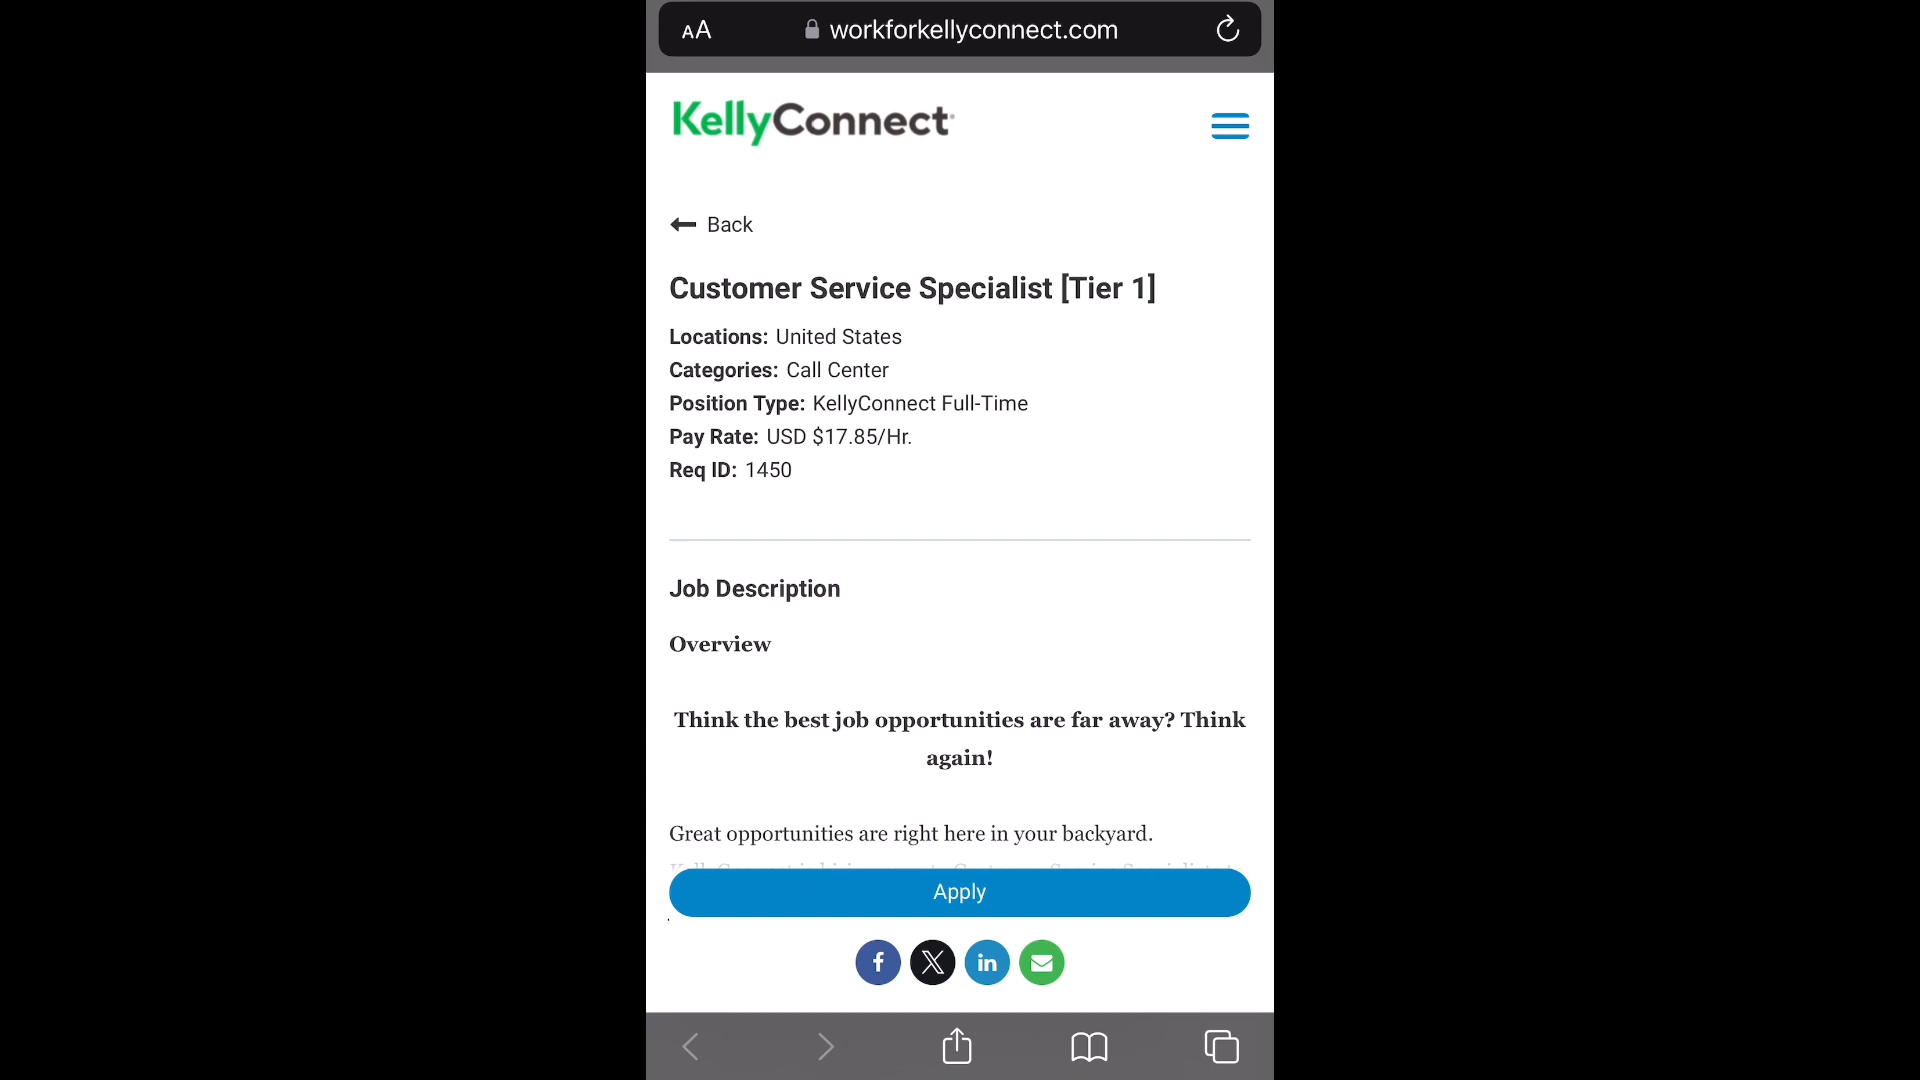 AA workforkellyconnect.com
KellyConnect
Back
Customer Service Specialist [Tier 1]
Locations: United States
Categories: Call Center
Position Type: KellyConnect Full-Time
Pay Rate: USD $17.85/Hr.
Req ID: 1450
Job Description
Overview
Think the best job opportunities are far away? Think
again!
Great opportunities are right here in your backyard.
Apply